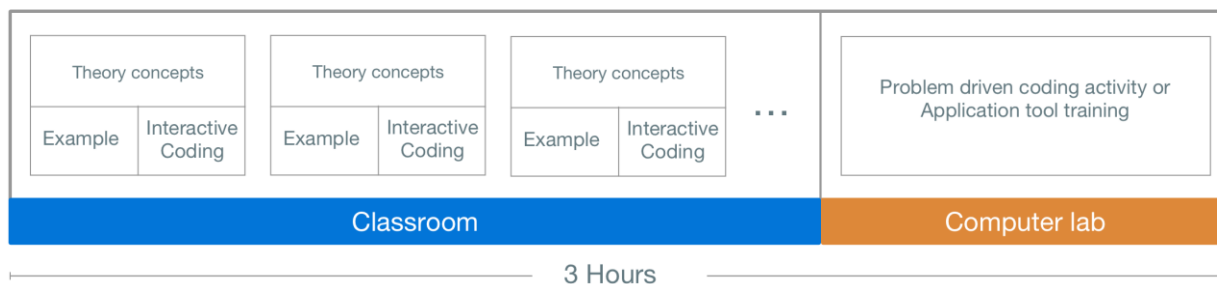 Theory concepts
Example
Interactive
Coding
Theory concepts
Example
Interactive
Coding
Theory concepts
Example
Interactive
Coding
...
Problem driven coding activity or
Application tool training
Classroom
Computer lab
3 Hours